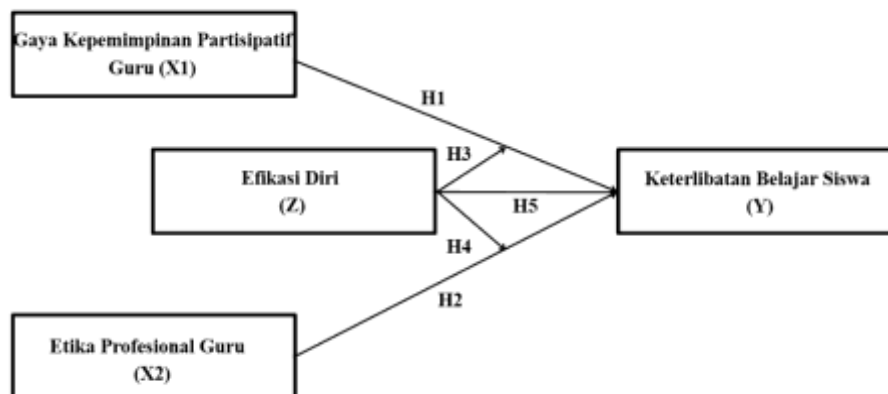 Gaya Kepemimpinan Partisipatif
Guru (X1)
H1
H3
Efikasi Diri
(Z)
H5
Keterlibatan Belajar Siswa
(Y)
H4
H2
Etika Profesional Guru
(X2)